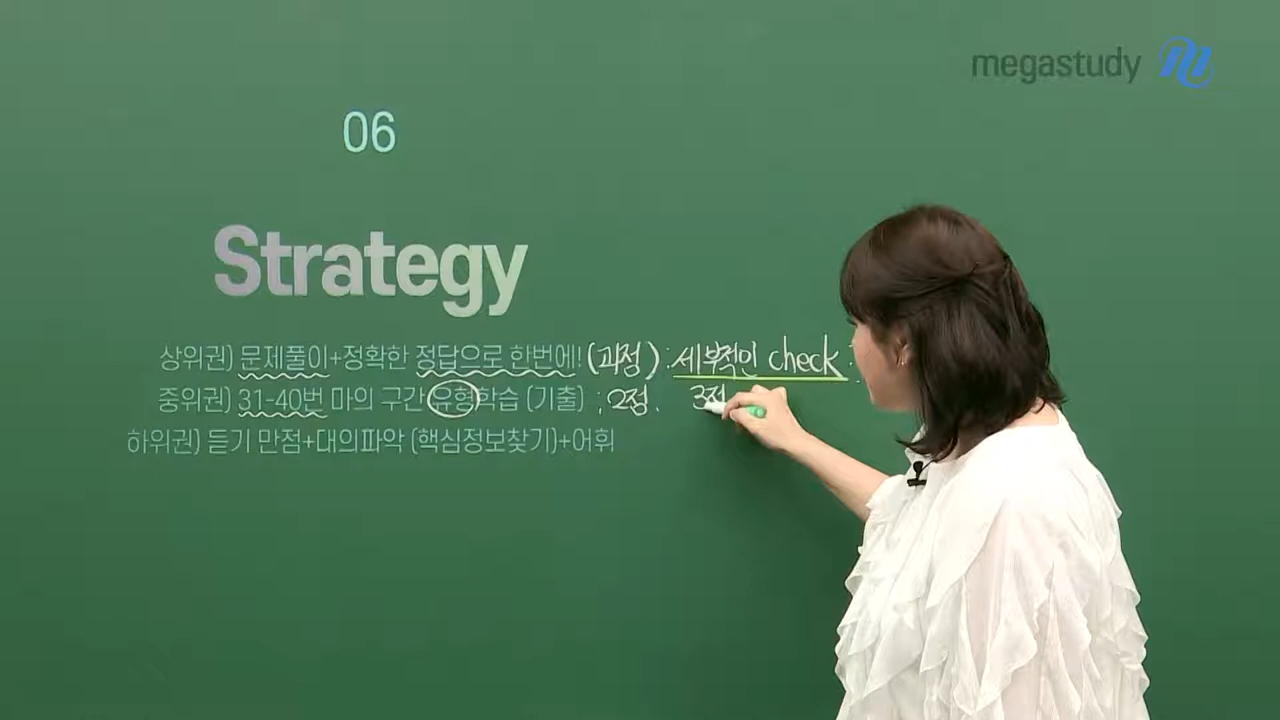 megastudy
06
Strategy
상위권) 문제풀이+정확한 정답으로 한번에! (과정) : 세부적인 check :
중위권) 31-40번 마의 구간 유형학습 (기출) ; 2점. 3점
하위권) 듣기 만점+대의파악 (핵심정보찾기)+어휘